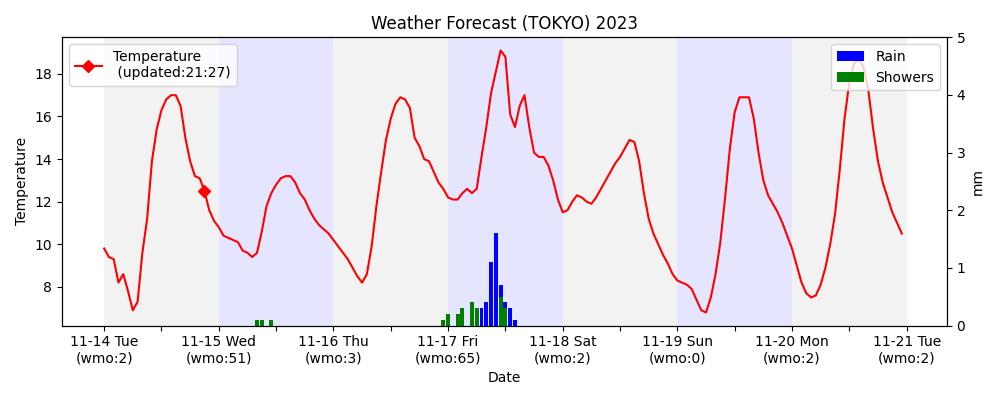 Weather Forecast (TOKYO) 2023
Temperature
(updated:21:27)
Rain
Showers
18
16
14
12
10
8
Temperature
5
4
3
2
1
0
mm
11-14 Tue
(wmo:2)
11-15 Wed
(wmo:51)
11-16 Thu
(wmo:3)
11-17 Fri
(wmo:65)
11-18 Sat
(wmo:2)
11-19 Sun
(wmo:0)
11-20 Mon
(wmo:2)
11-21 Tue
(wmo:2)
Date